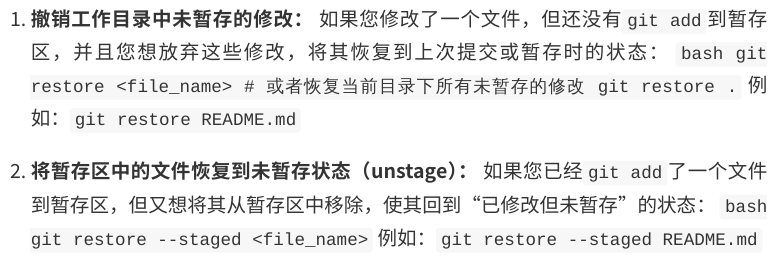 1. 撤销工作目录中未暂存的修改： 如果您修改了一个文件，但还没有 git add 到暂存
区，并且您想放弃这些修改，将其恢复到上次提交或暂存时的状态： bash git
restore <file_name> # 或者恢复当前目录下所有未暂存的修改 git restore . 例
如： git restore README.md
2. 将暂存区中的文件恢复到未暂存状态（unstage）： 如果您已经 git add 了一个文件
到暂存区，但又想将其从暂存区中移除，使其回到“已修改但未暂存”的状态： bash
git restore --staged <file_name> 例如： git restore --staged README.md